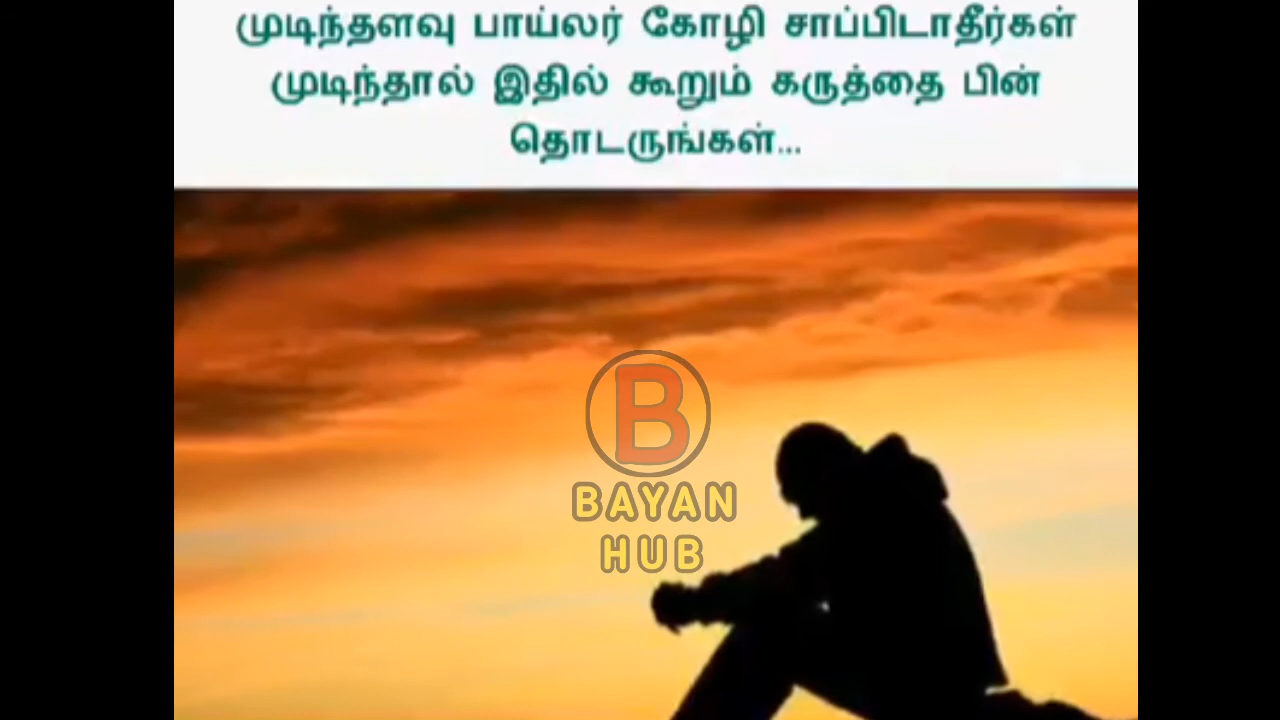 முடிந்தளவு பாய்லர் கோழி சாப்பிடாதீர்கள்
முடிந்தால் இதில் கூறும் கருத்தை பின்
தொடருங்கள்...
B
BAYAN
HUB